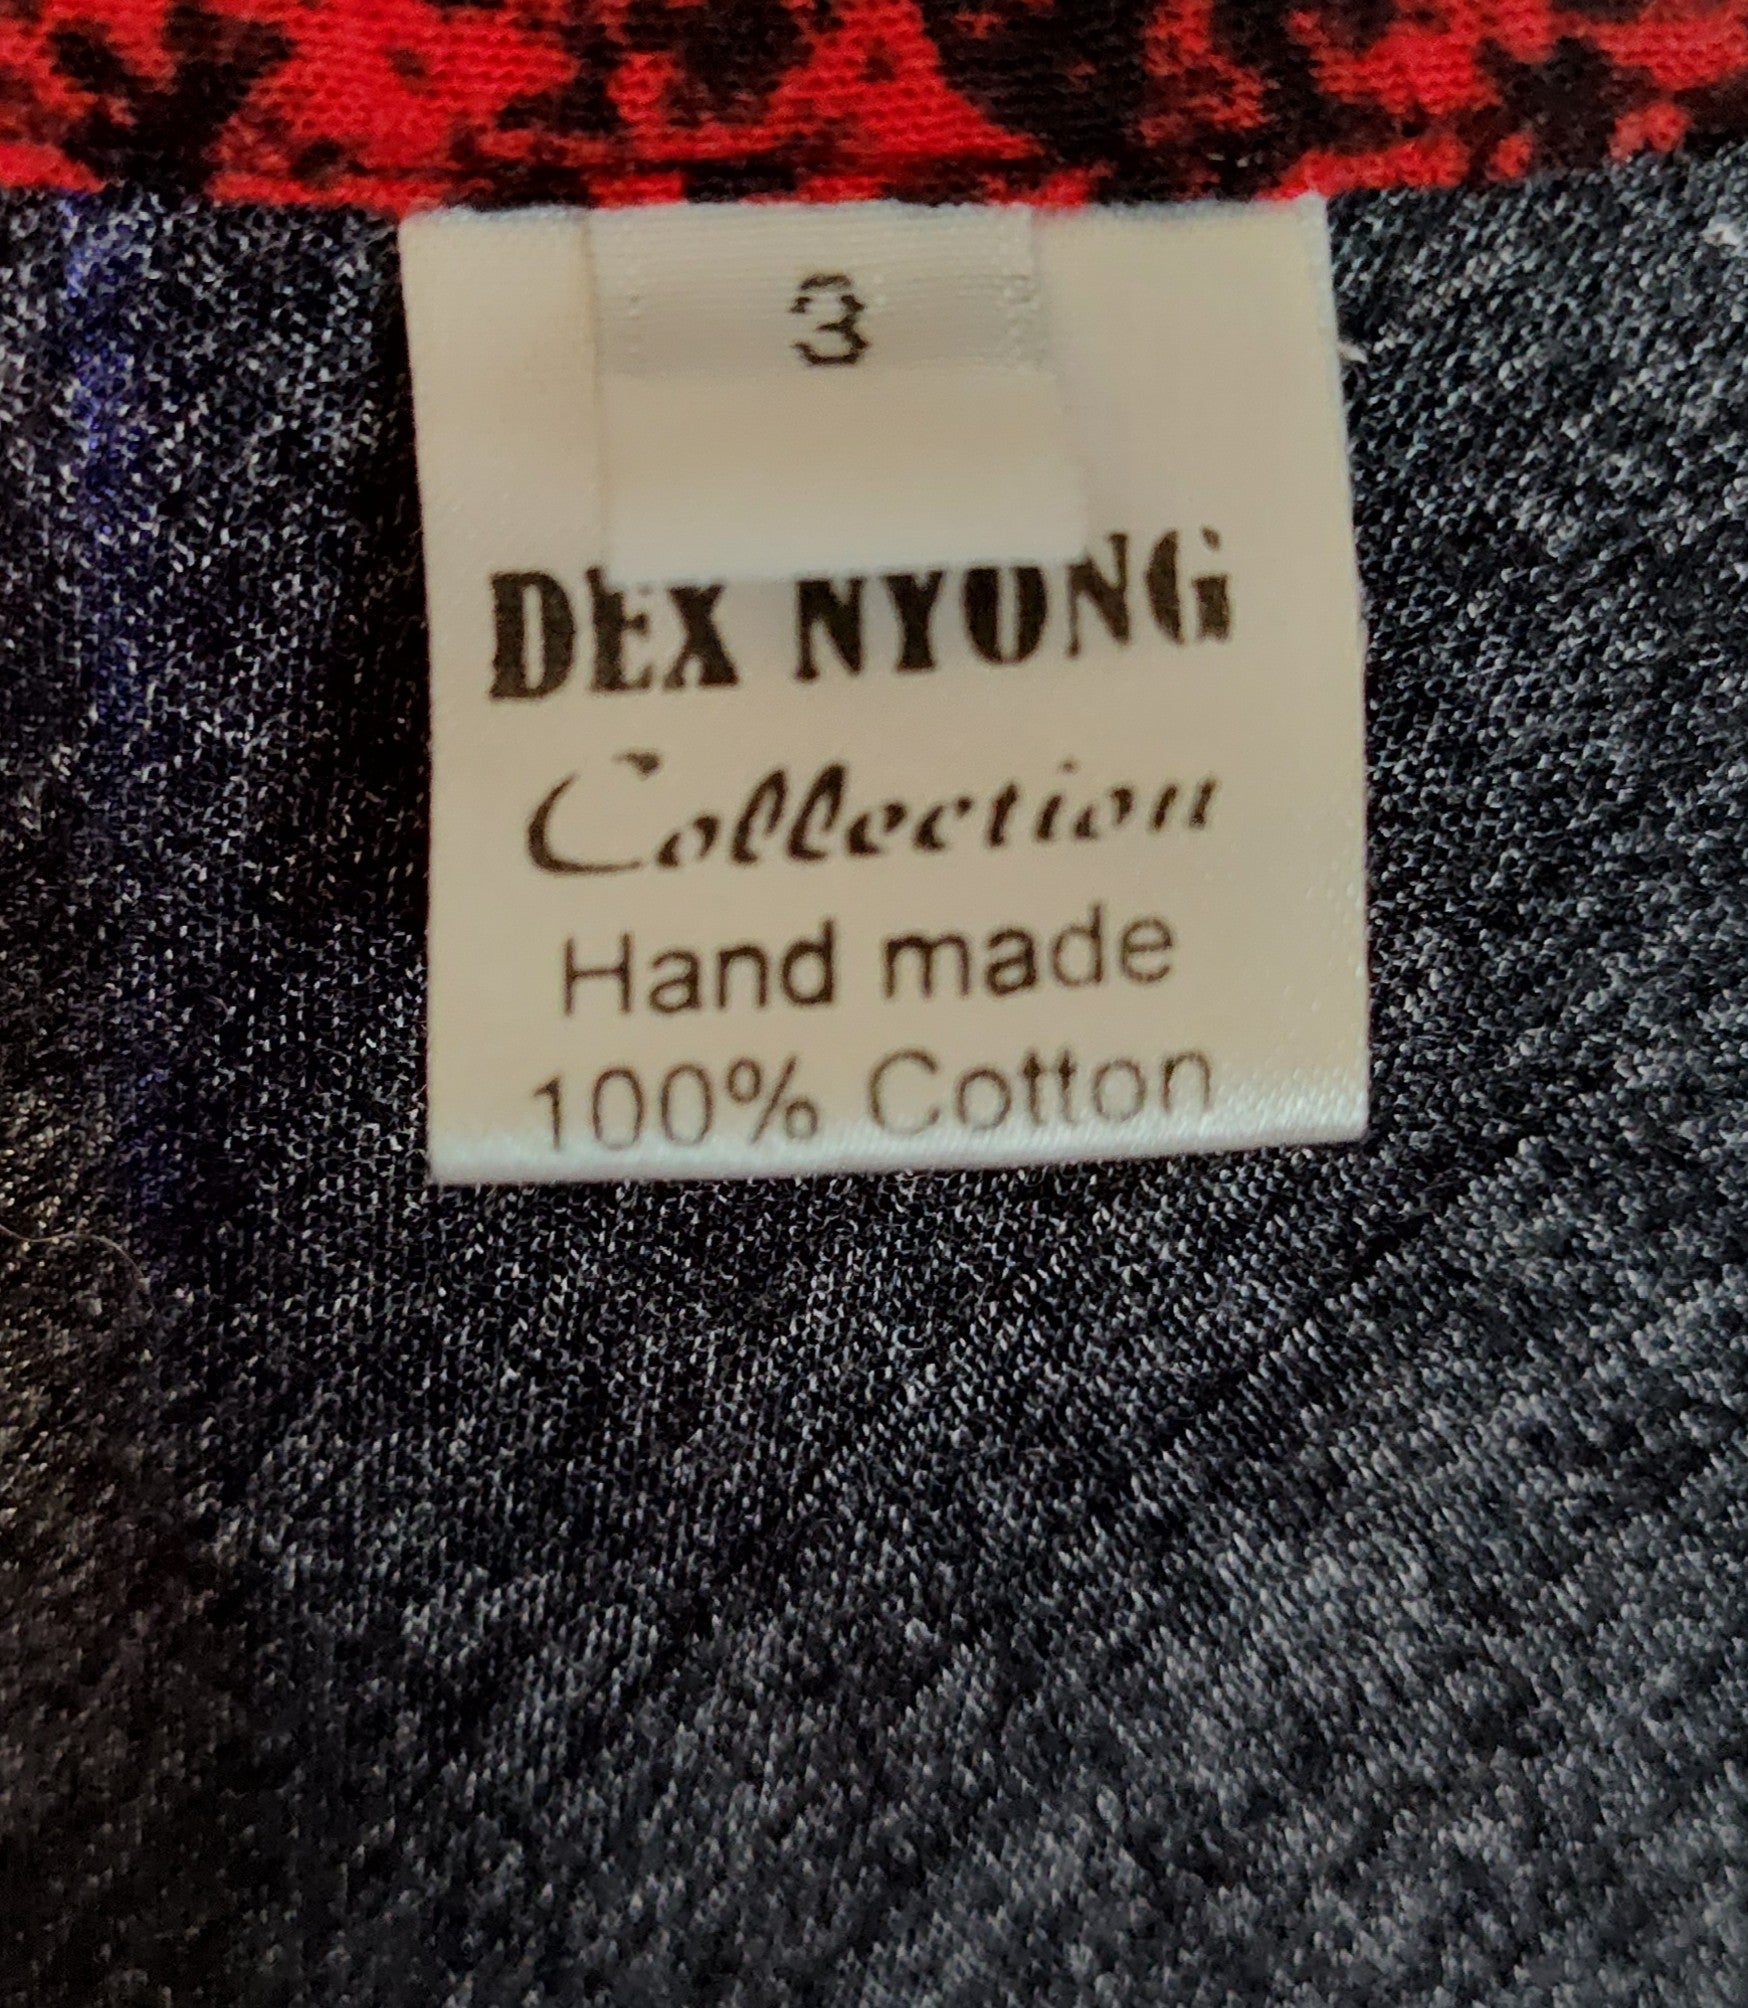 3
DEX NYONG
Collection
Hand made
100% Cotton